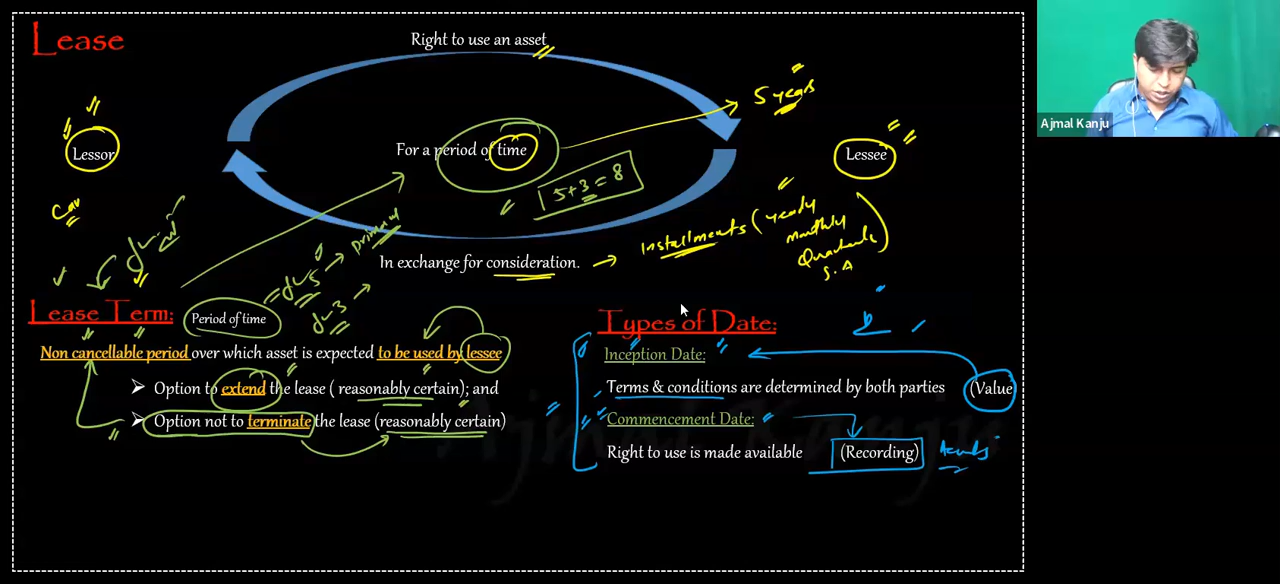 Lease
Right to use an asset
5 years
Ajmal Kanju
Lessor
For a period of time
Lessee
5+3=8
Car
Installments (yearly
monthly
In exchange for consideration.
S.A
Lease Term:
Period of time
Types of Date:
Non cancellable period over which asset is expected to be used by lessee
Inception Date:
Option to extend the lease ( reasonably certain); and
Terms & conditions are determined by both parties (Value
Option not to terminate the lease (reasonably certain)
Commencement Date:
Right to use is made available (Recording)
Ajmal Kanju